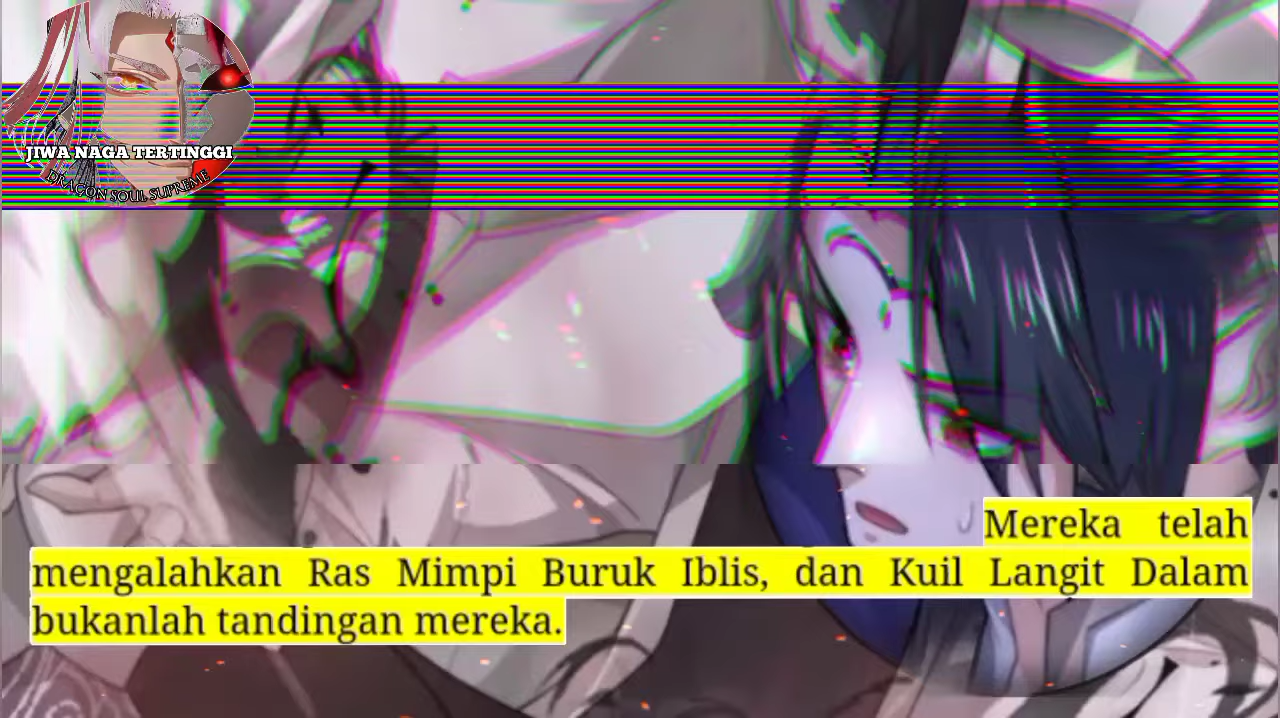 JIWA NAGA TERTINGGI
DRAGON SOUL SUPREME
Mereka telah
mengalahkan Ras Mimpi Buruk Iblis, dan Kuil Langit Dalam
bukanlah tandingan mereka.